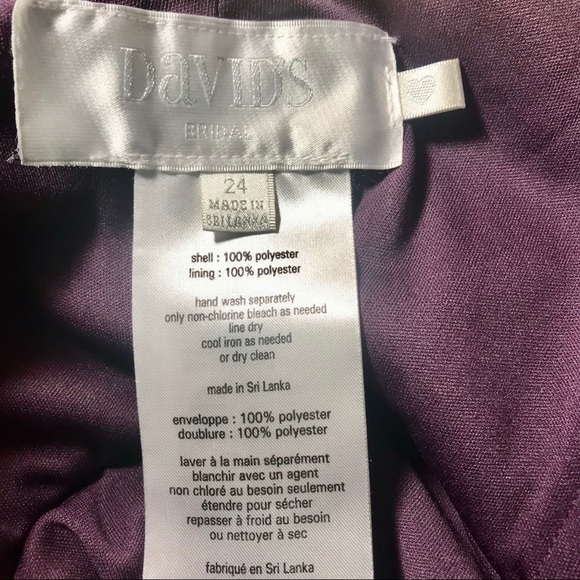 DAVID'S
BRIDAL
24
MADE IN
SRI LANKA
shell : 100% polyester
lining : 100% polyester
hand wash separately
only non-chlorine bleach as needed
line dry
cool iron as needed
or dry clean
made in Sri Lanka
enveloppe : 100% polyester
doublure : 100% polyester
laver à la main séparément
blanchir avec un agent
non chloré au besoin seulement
étendre pour sécher
repasser à froid au besoin
ou nettoyer à sec
fabriqué en Sri Lanka